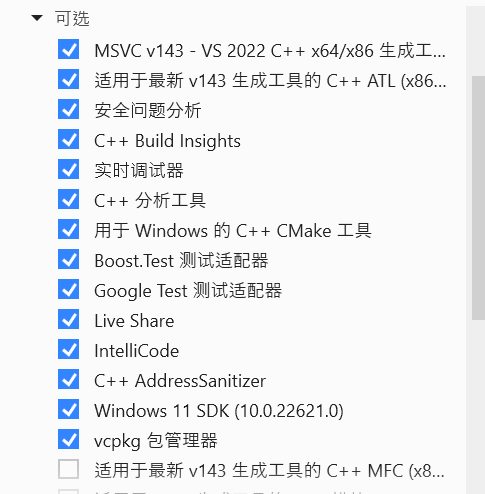 可选
MSVC v143 - VS 2022 C++ x64/x86 生成工...
适用于最新 v143 生成工具的 C++ ATL (x86...
安全问题分析
C++ Build Insights
实时调试器
C++ 分析工具
用于 Windows 的 C++ CMake 工具
Boost.Test 测试适配器
Google Test 测试适配器
Live Share
IntelliCode
C++ AddressSanitizer
Windows 11 SDK (10.0.22621.0)
vcpkg 包管理器
适用于最新 v143 生成工具的 C++ MFC (x8...